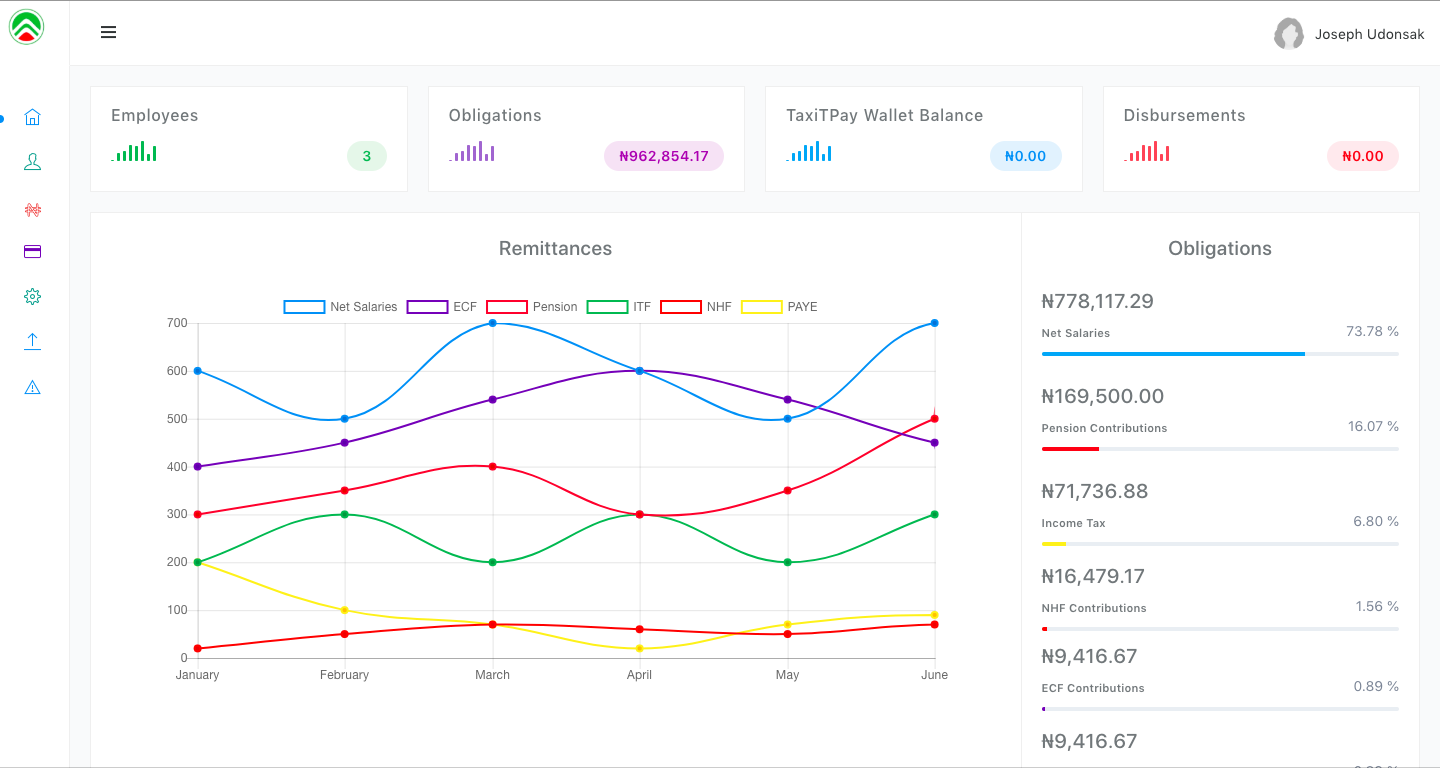 Joseph Udonsak
Employees
3
Obligations
₦962,854.17
TaxiTPay Wallet Balance
₦0.00
Disbursements
₦0.00
Remittances
Net Salaries ECF Pension ITF NHF PAYE
700
600
500
400
300
200
100
0
January February March April May June
Obligations
₦778,117.29
Net Salaries 73.78 %
₦169,500.00
Pension Contributions 16.07 %
₦71,736.88
Income Tax 6.80 %
₦16,479.17
NHF Contributions 1.56 %
₦9,416.67
ECF Contributions 0.89 %
₦9,416.67